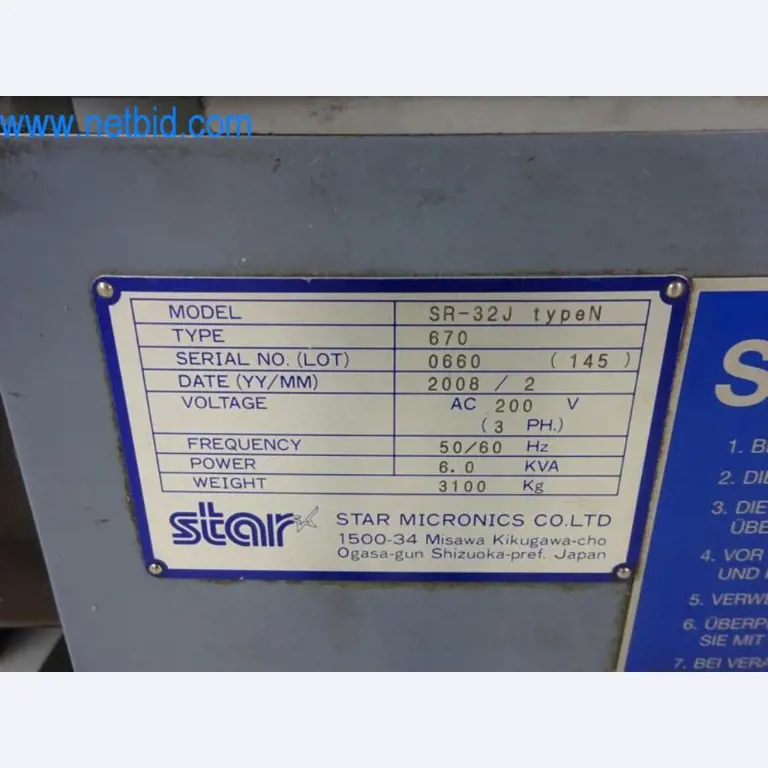 www.netbid.com
MODEL SR-32J typeN
TYPE 670
SERIAL NO. (LOT) 0660 (145)
DATE (YY/MM) 2008 / 2
VOLTAGE AC 200 V
(3 PH.)
FREQUENCY 50/60 Hz
POWER 6.0 KVA
WEIGHT 3100 Kg
star STAR MICRONICS CO.LTD
1500-34 Misawa Kikugawa-cho
Ogasa-gun Shizuoka-pref. Japan
1.
2.
3. DIE
4. VOR
UND
5.
6.
SIE MIT
7. BEI